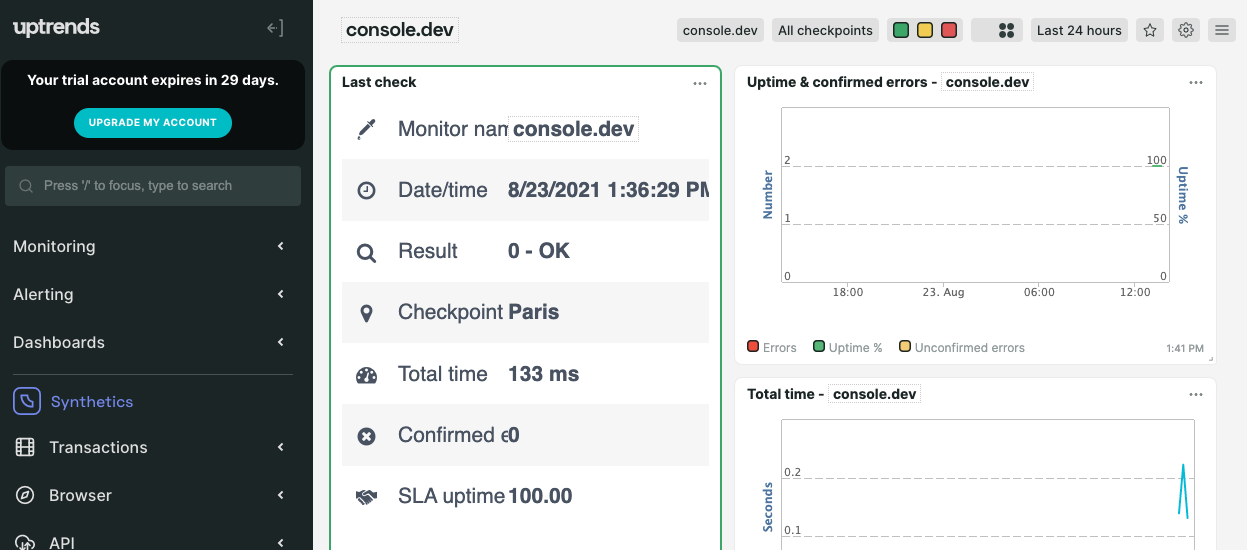 uptrends
Your trial account expires in 29 days.
UPGRADE MY ACCOUNT
Press '/' to focus, type to search
Monitoring
Alerting
Dashboards
Synthetics
Transactions
Browser
API
console.dev
console.dev
All checkpoints
Last 24 hours
Last check
Monitor nam console.dev
Date/time 8/23/2021 1:36:29 PM
Result 0 - OK
Checkpoint Paris
Total time 133 ms
Confirmed e 0
SLA uptime 100.00
Uptime & confirmed errors - console.dev
Number
2
1
0
100
50
0
Uptime %
18:00 23. Aug 06:00 12:00
Errors Uptime % Unconfirmed errors
1:41 PM
Total time - console.dev
Seconds
0.2
0.1